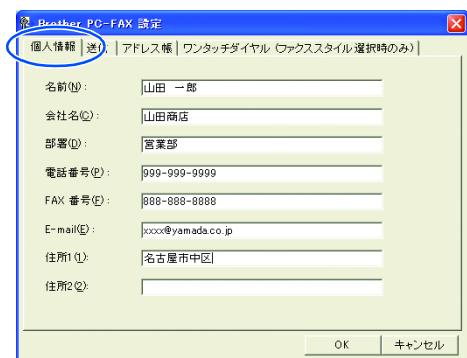 Brother PC-FAX 設定
個人情報 送信 アドレス帳 ワンタッチダイヤル (ファクススタイル選択時のみ)
名前(N): 山田 一郎
会社名(C): 山田商店
部署(D): 営業部
電話番号(P): 999-999-9999
FAX 番号(F): 888-888-8888
E-mail(E): xxxx@yamada.co.jp
住所1 (1): 名古屋市中区
住所2(2):
OK キャンセル